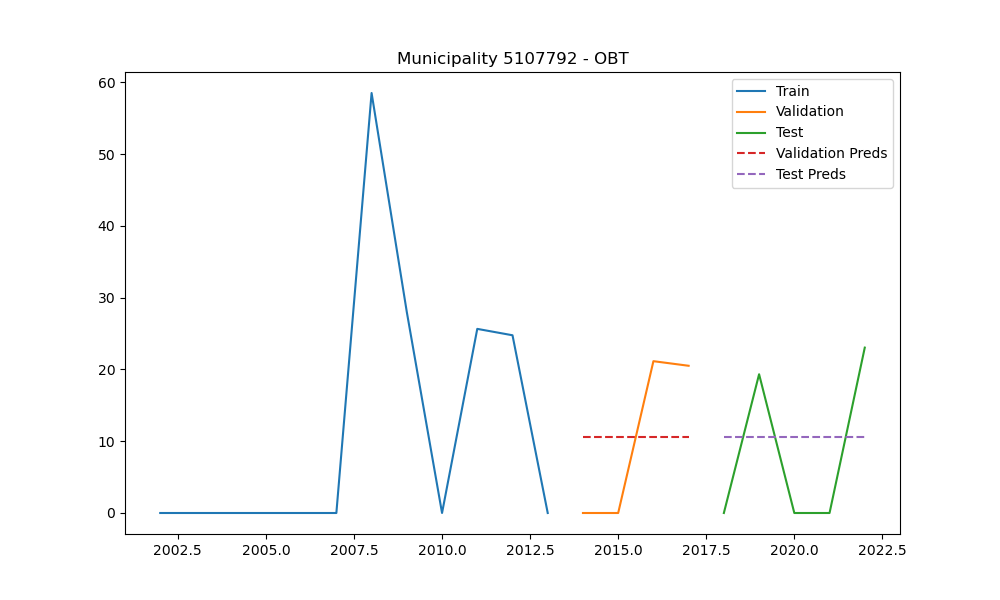 Municipality 5107792 - OBT
60
50
40
30
20
10
0
2002.5
2005.0
2007.5
2010.0
2012.5
2015.0
2017.5
2020.0
2022.5
Train
Validation
Test
Validation Preds
Test Preds